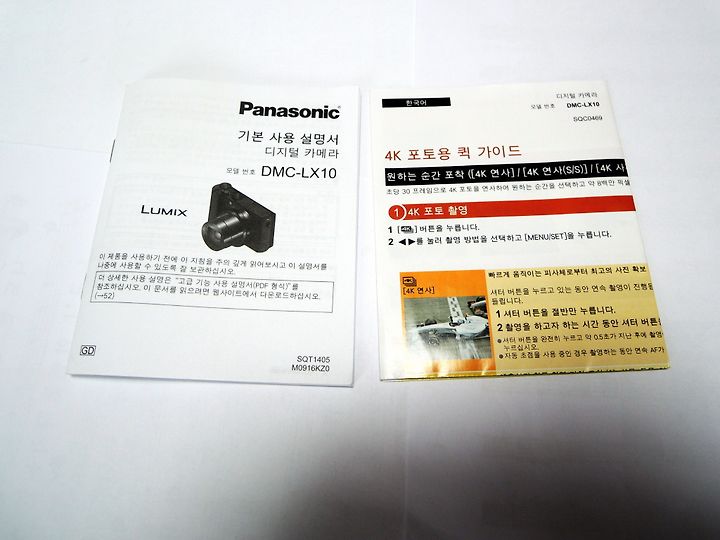 Panasonic
기본 사용 설명서
디지털 카메라
모델 번호 DMC-LX10
LUMIX
이 제품을 사용하기 전에 이 지침을 주의 깊게 읽어보시고 이 설명서를
나중에 사용할 수 있도록 잘 보관하십시오.
더 상세한 사용 설명은 “고급 기능 사용 설명서(PDF 형식)”를
참조하십시오. 이 문서를 읽으려면 웹사이트에서 다운로드하십시오.
(→52)
GD
SQT1405
M0916KZ0
한국어
디지털 카메라
모델 번호 DMC-LX10
SQC0469
4K 포토용 퀵 가이드
원하는 순간 포착 ([4K 연사] / [4K 연사(S/S)] / [4K 사
초당 30 프레임으로 4K 포토을 연사하여 원하는 순간을 선택하고 약 8백만 픽셀
1 4K 포토 촬영
1 [4K] 버튼을 누릅니다.
2 ◀▶를 눌러 촬영 방법을 선택하고 [MENU/SET]을 누릅니다.
[4K 연사]
빠르게 움직이는 피사체로부터 최고의 사진 확보
셔터 버튼을 누르고 있는 동안 연속 촬영이 진행됩
들립니다.
1 셔터 버튼을 절반만 누릅니다.
2 촬영을 하고자 하는 시간 동안 셔터 버튼을
●셔터 버튼을 완전히 누르고 약 0.5초가 지난 후에 촬영
누르십시오.
●자동 초점을 사용 중인 경우 촬영하는 동안 연속 AF가